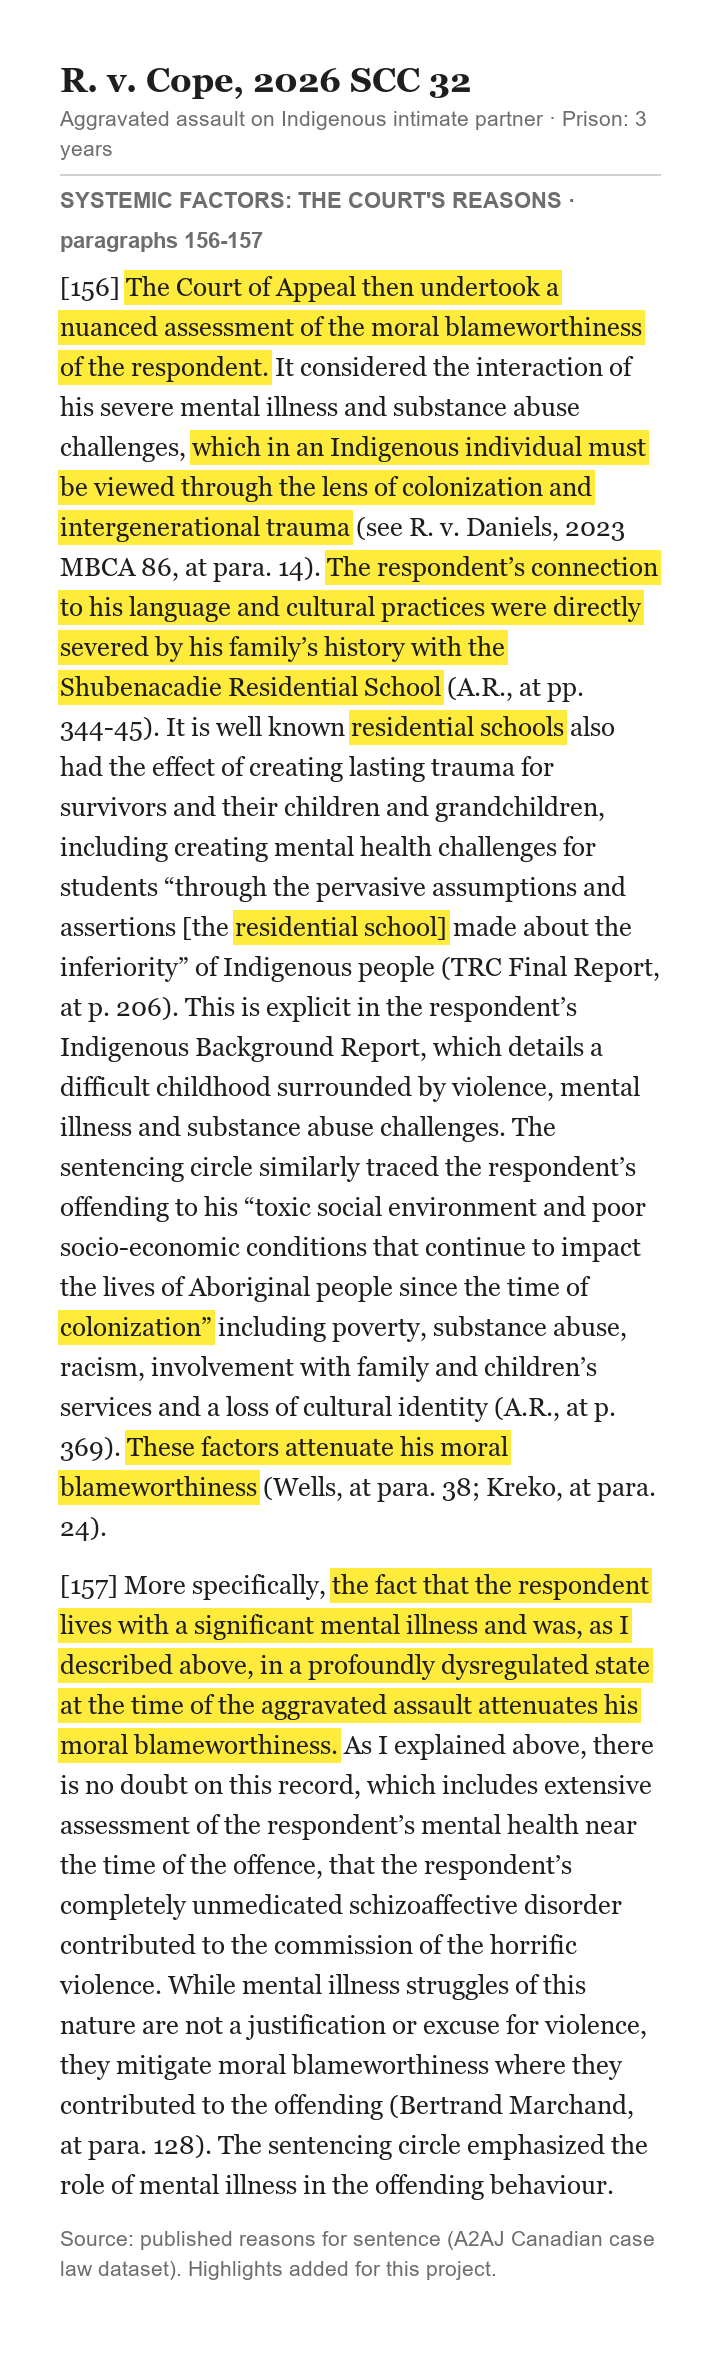 R. v. Cope, 2026 SCC 32
Aggravated assault on Indigenous intimate partner · Prison: 3
years
SYSTEMIC FACTORS: THE COURT'S REASONS ·
paragraphs 156-157
[156] The Court of Appeal then undertook a
nuanced assessment of the moral blameworthiness
of the respondent. It considered the interaction of
his severe mental illness and substance abuse
challenges, which in an Indigenous individual must
be viewed through the lens of colonization and
intergenerational trauma (see R. v. Daniels, 2023
MBCA 86, at para. 14). The respondent’s connection
to his language and cultural practices were directly
severed by his family’s history with the
Shubenacadie Residential School (A.R., at pp.
344-45). It is well known residential schools also
had the effect of creating lasting trauma for
survivors and their children and grandchildren,
including creating mental health challenges for
students “through the pervasive assumptions and
assertions [the residential school] made about the
inferiority” of Indigenous people (TRC Final Report,
at p. 206). This is explicit in the respondent’s
Indigenous Background Report, which details a
difficult childhood surrounded by violence, mental
illness and substance abuse challenges. The
sentencing circle similarly traced the respondent’s
offending to his “toxic social environment and poor
socio-economic conditions that continue to impact
the lives of Aboriginal people since the time of
colonization” including poverty, substance abuse,
racism, involvement with family and children’s
services and a loss of cultural identity (A.R., at p.
369). These factors attenuate his moral
blameworthiness (Wells, at para. 38; Kreko, at para.
24).
[157] More specifically, the fact that the respondent
lives with a significant mental illness and was, as I
described above, in a profoundly dysregulated state
at the time of the aggravated assault attenuates his
moral blameworthiness. As I explained above, there
is no doubt on this record, which includes extensive
assessment of the respondent’s mental health near
the time of the offence, that the respondent’s
completely unmedicated schizoaffective disorder
contributed to the commission of the horrific
violence. While mental illness struggles of this
nature are not a justification or excuse for violence,
they mitigate moral blameworthiness where they
contributed to the offending (Bertrand Marchand,
at para. 128). The sentencing circle emphasized the
role of mental illness in the offending behaviour.
Source: published reasons for sentence (A2AJ Canadian case
law dataset). Highlights added for this project.